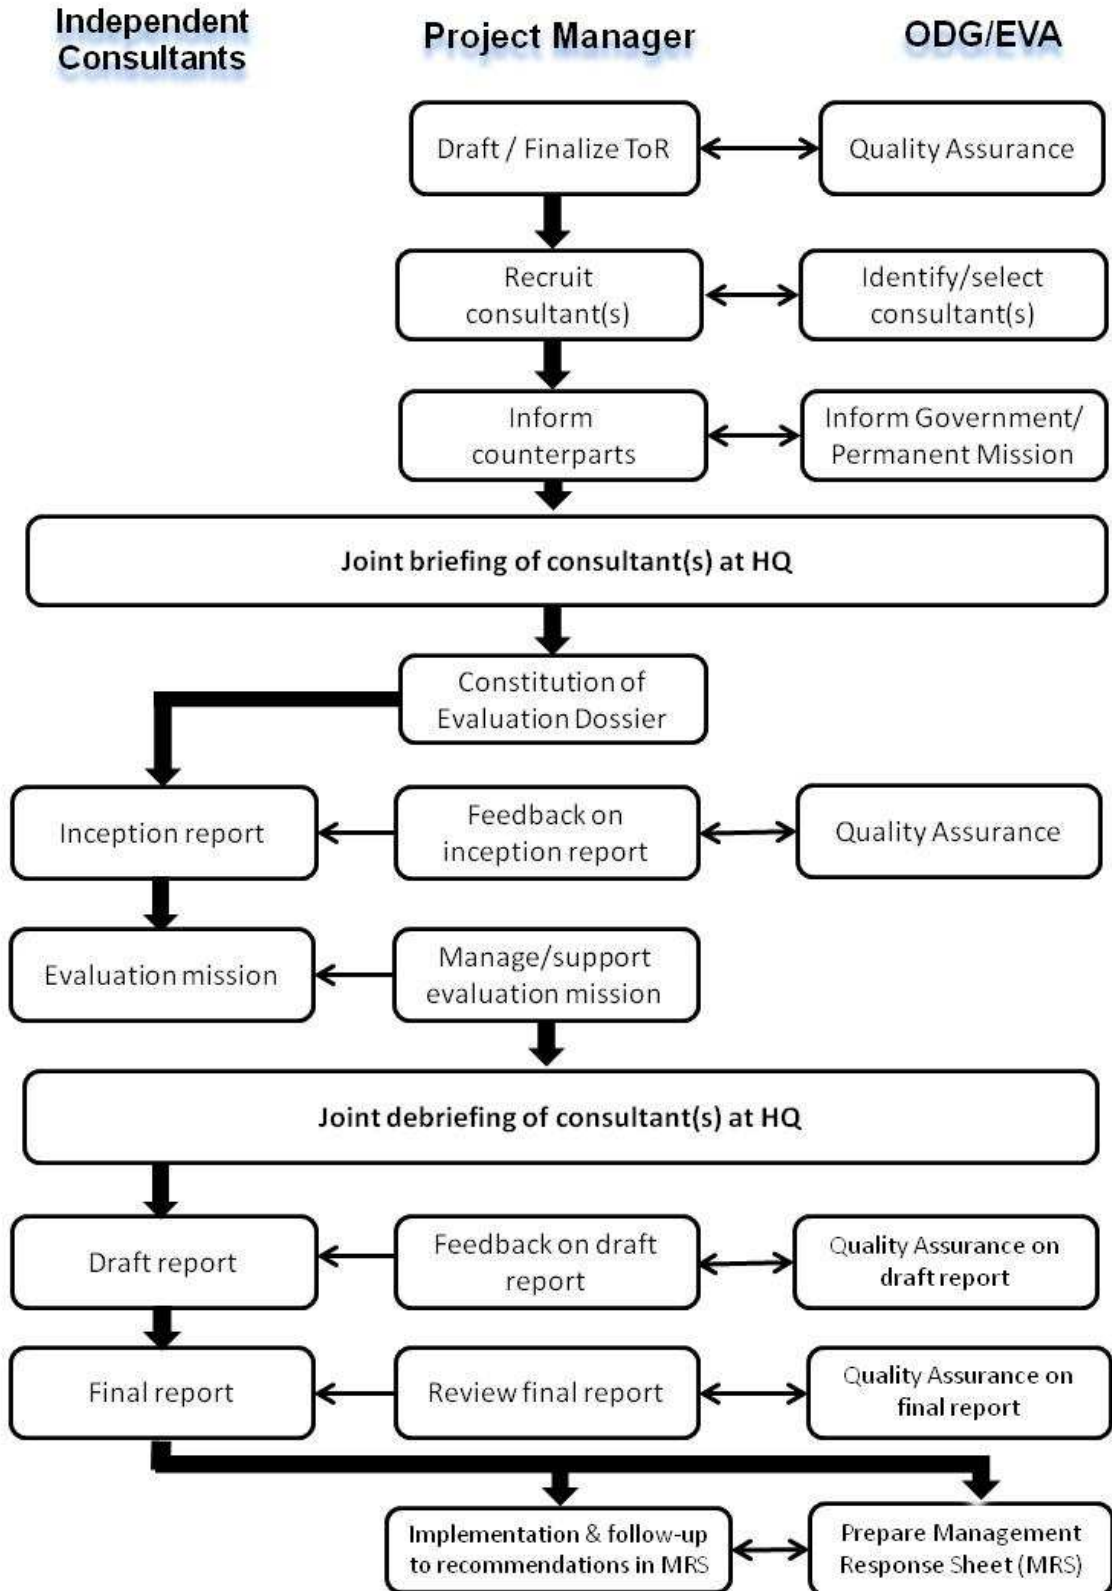 Independent
Consultants
Project Manager
ODG/EVA
Draft / Finalize ToR
Quality Assurance
Recruit
consultant(s)
Identify/select
consultant(s)
Inform
counterparts
Inform Government/
Permanent Mission
Joint briefing of consultant(s) at HQ
Constitution of
Evaluation Dossier
Inception report
Feedback on
inception report
Quality Assurance
Evaluation mission
Manage/support
evaluation mission
Joint debriefing of consultant(s) at HQ
Draft report
Feedback on draft
report
Quality Assurance on
draft report
Final report
Review final report
Quality Assurance on
final report
Implementation & follow-up
to recommendations in MRS
Prepare Management
Response Sheet (MRS)